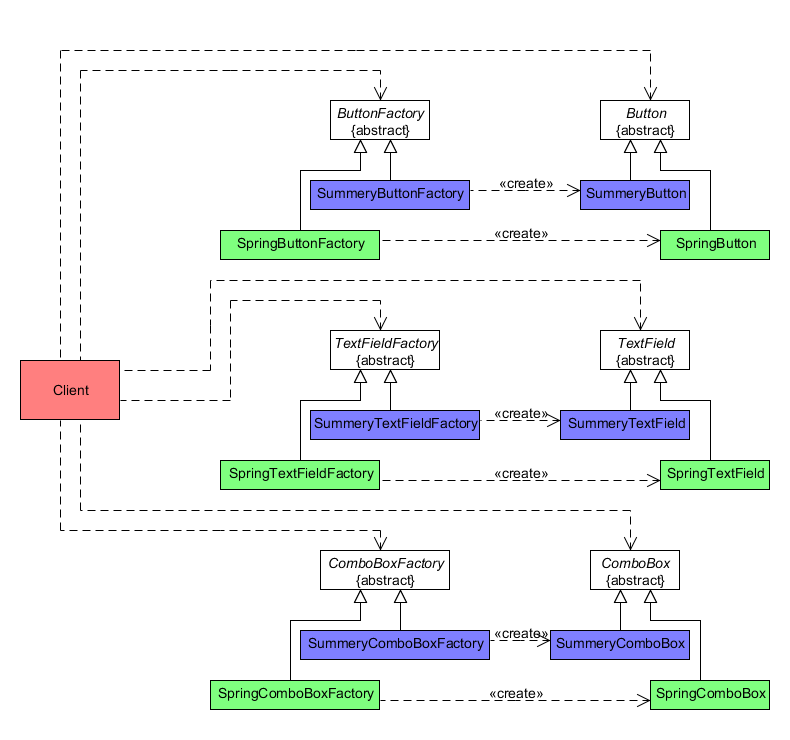 ButtonFactory
{abstract}
Button
{abstract}
SummeryButtonFactory
«create»
SummeryButton
SpringButtonFactory
«create»
SpringButton
TextFieldFactory
{abstract}
TextField
{abstract}
Client
SummeryTextFieldFactory
«create»
SummeryTextField
SpringTextFieldFactory
«create»
SpringTextField
ComboBoxFactory
{abstract}
ComboBox
{abstract}
SummeryComboBoxFactory
«create»
SummeryComboBox
SpringComboBoxFactory
«create»
SpringComboBox